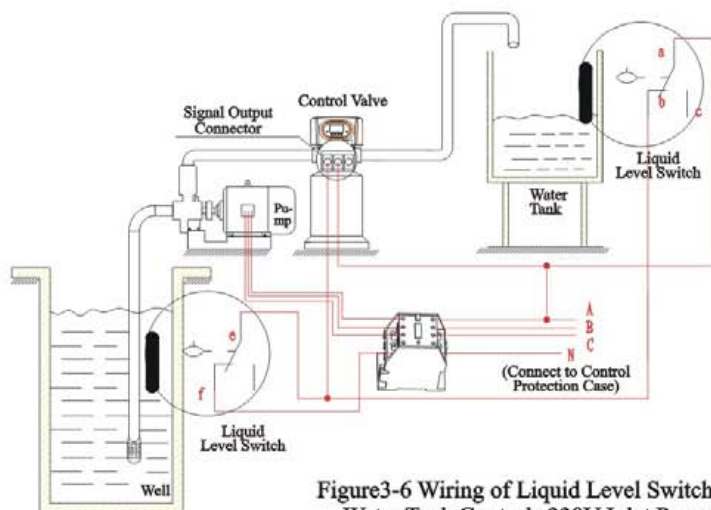 Signal Output
Connector
Control Valve
a
b
c
Liquid
Level Switch
Water
Tank
Pu-
mp
A
B
C
N
(Connect to Control
Protection Case)
e
f
Liquid
Level Switch
Well
Figure3-6 Wiring of Liquid Level Switch